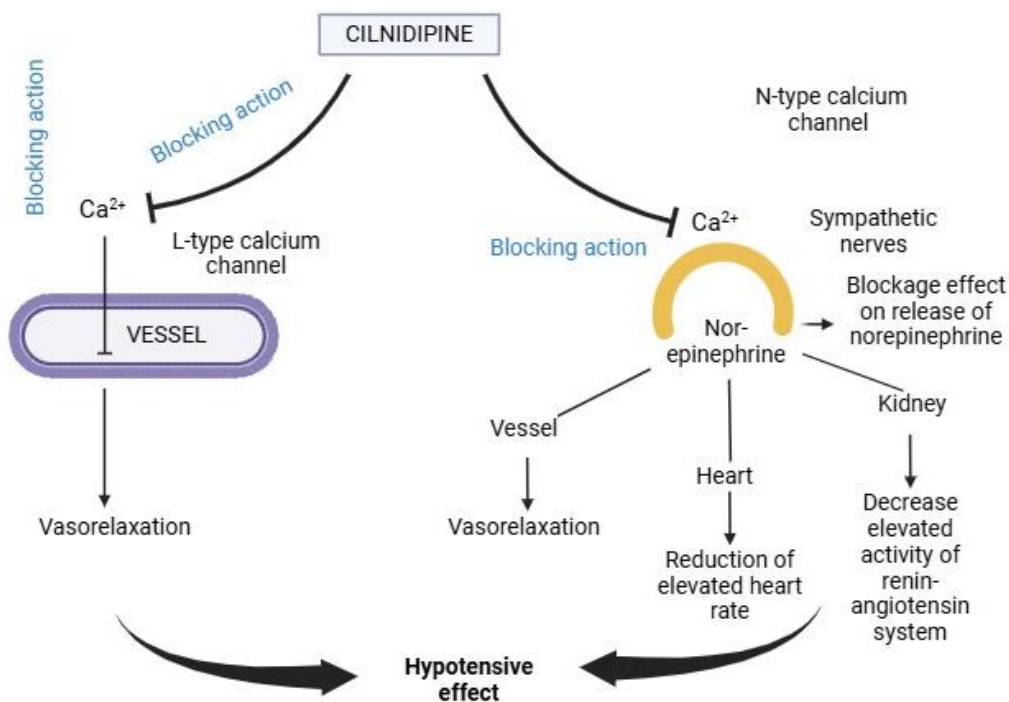 CILNIDIPINE
Blocking action
Blocking action
N-type calcium
channel
Ca²⁺
L-type calcium
channel
Blocking action
Ca²⁺
Sympathetic
nerves
VESSEL
Blockage effect
on release of
norepinephrine
Nor-
epinephrine
Vessel
Heart
Kidney
Vasorelaxation
Vasorelaxation
Reduction of
elevated heart
rate
Decrease
elevated
activity of
renin-
angiotensin
system
Hypotensive
effect